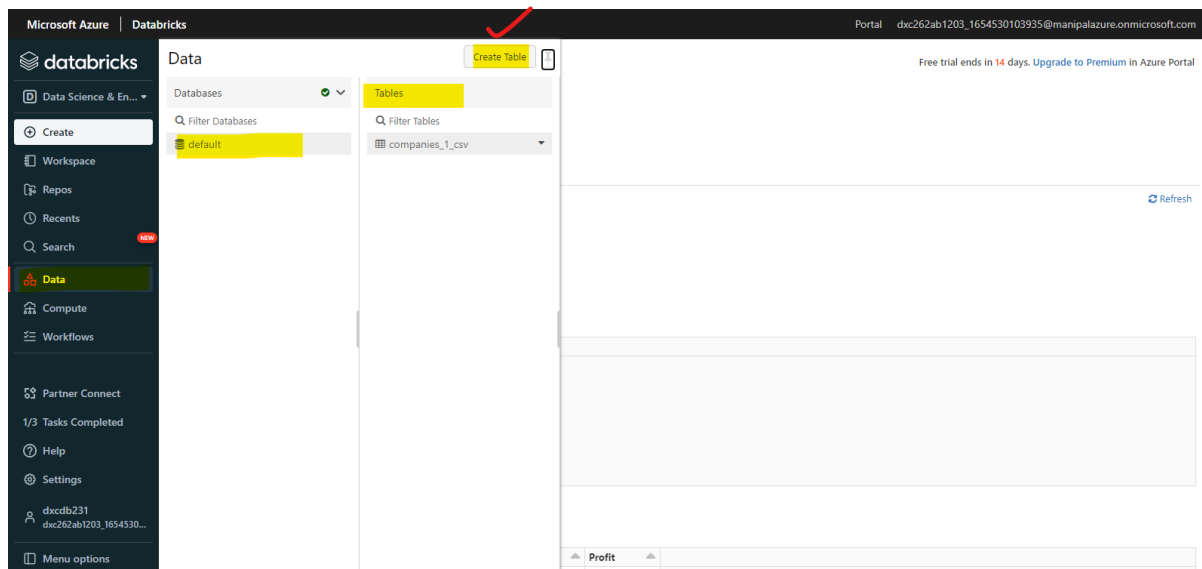 Microsoft Azure | Databricks
Portal dxc262ab1203_1654530103935@manipalazure.onmicrosoft.com
databricks
D Data Science & En...
Create
Workspace
Repos
Recents
Search
NEW
Data
Compute
Workflows
Partner Connect
1/3 Tasks Completed
Help
Settings
dxcdb231
dxc262ab1203_1654530...
Menu options
Data
Create Table
Databases
Filter Databases
default
Tables
Filter Tables
companies_1_csv
Free trial ends in 14 days. Upgrade to Premium in Azure Portal
Refresh
Profit